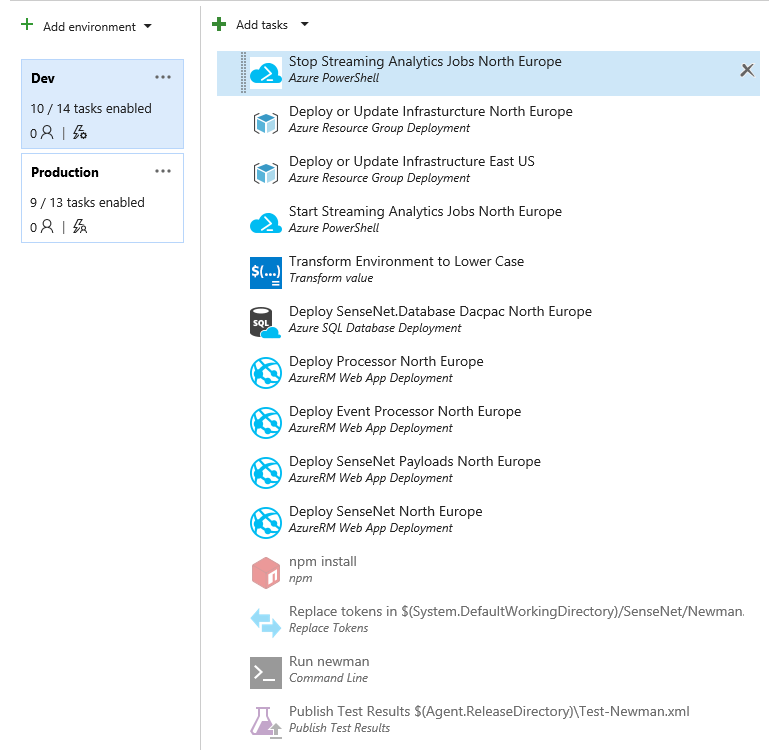 Add environment
Add tasks
Dev
10 / 14 tasks enabled
0 |
Production
9 / 13 tasks enabled
0 |
Stop Streaming Analytics Jobs North Europe
Azure PowerShell
Deploy or Update Infrasturcture North Europe
Azure Resource Group Deployment
Deploy or Update Infrastructure East US
Azure Resource Group Deployment
Start Streaming Analytics Jobs North Europe
Azure PowerShell
$(...)
Transform Environment to Lower Case
Transform value
SQL
Deploy SenseNet.Database Dacpac North Europe
Azure SQL Database Deployment
Deploy Processor North Europe
AzureRM Web App Deployment
Deploy Event Processor North Europe
AzureRM Web App Deployment
Deploy SenseNet Payloads North Europe
AzureRM Web App Deployment
Deploy SenseNet North Europe
AzureRM Web App Deployment
npm install
npm
Replace tokens in $(System.DefaultWorkingDirectory)/SenseNet/Newman.
Replace Tokens
Run newman
Command Line
Publish Test Results $(Agent.ReleaseDirectory)\Test-Newman.xml
Publish Test Results